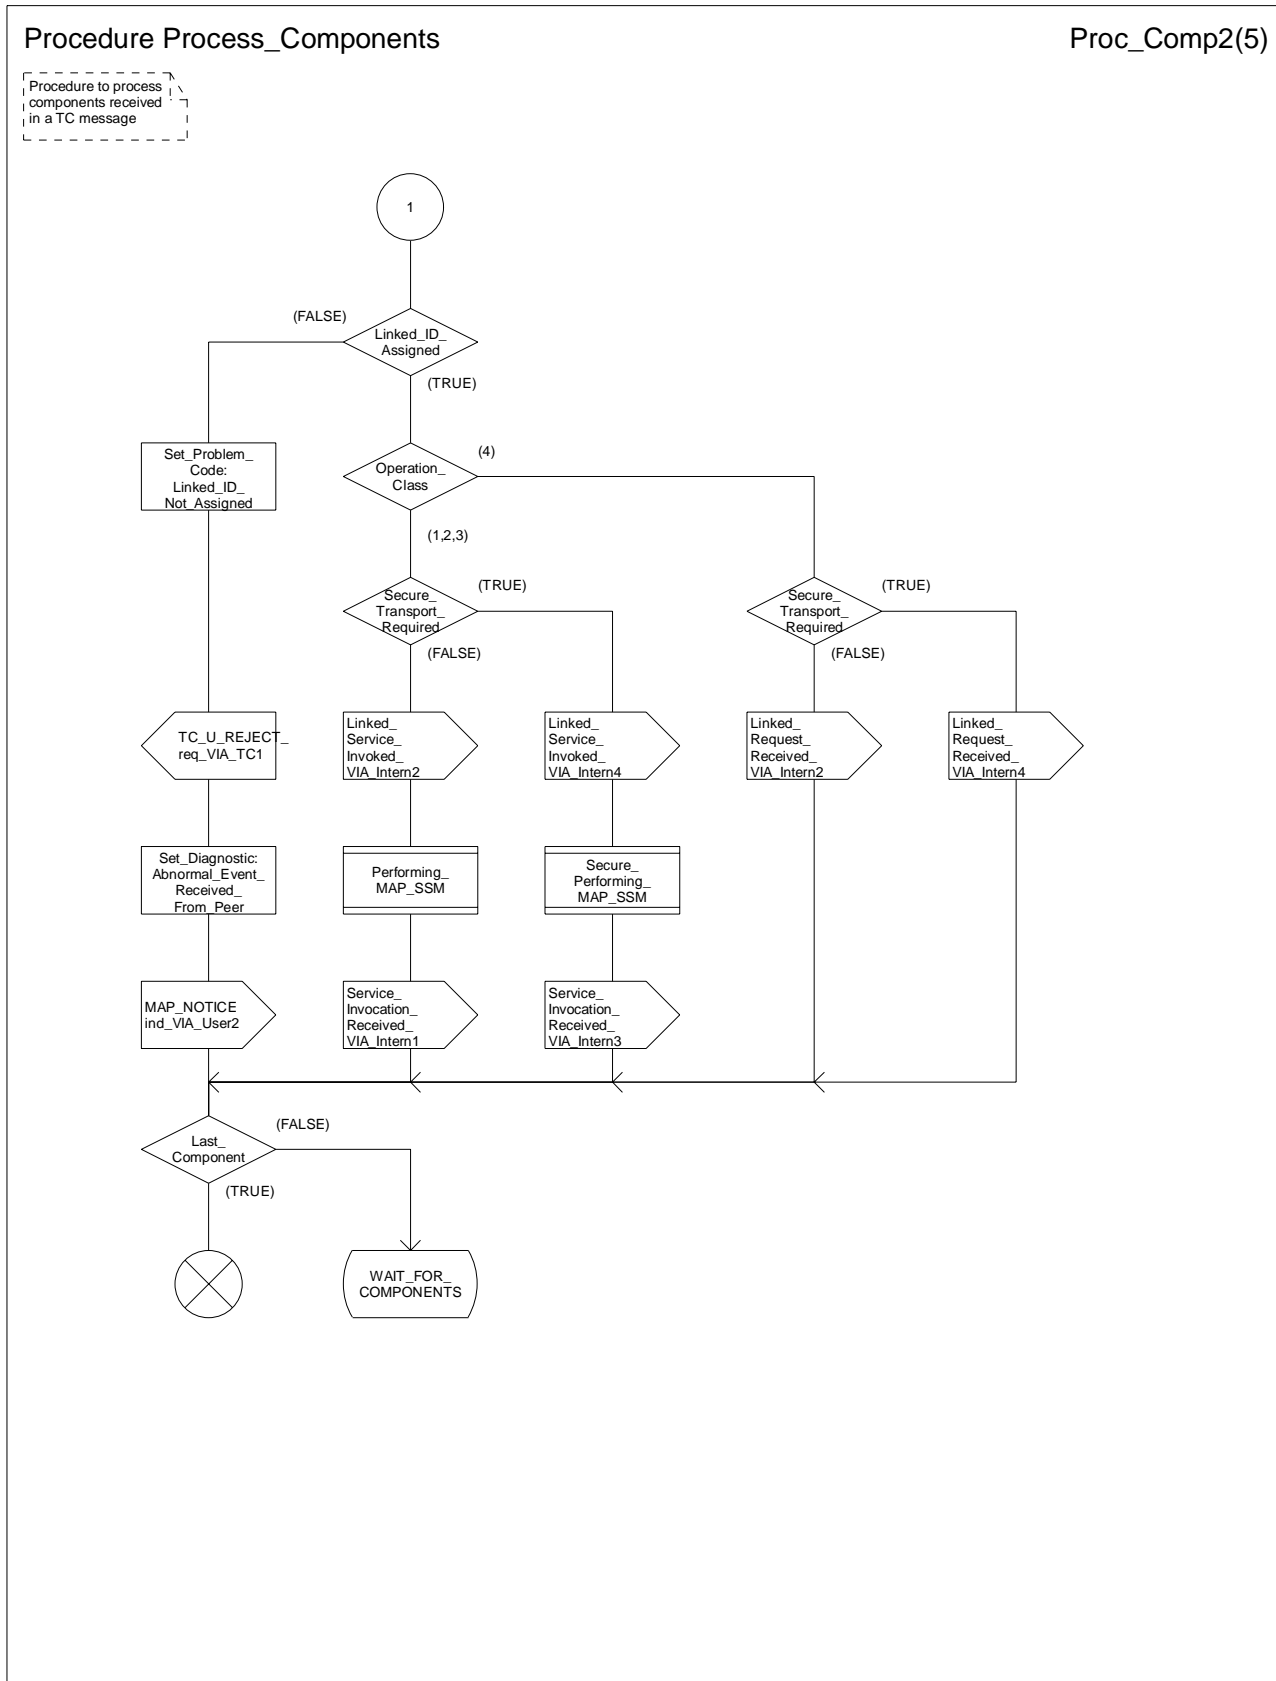 Procedure Process_Components
Proc_Comp2(5)
Procedure to process
components received
in a TC message
1
(FALSE)
Linked_ID_
Assigned
(TRUE)
Set_Problem_
Code:
Linked_ID_
Not_Assigned
Operation_
Class
(4)
(1,2,3)
Secure_
Transport_
Required
(TRUE)
(FALSE)
Secure_
Transport_
Required
(TRUE)
(FALSE)
TC_U_REJECT_
req_VIA_TC1
Linked_
Service_
Invoked_
VIA_Intern2
Linked_
Service_
Invoked_
VIA_Intern4
Linked_
Request_
Received_
VIA_Intern2
Linked_
Request_
Received_
VIA_Intern4
Set_Diagnostic:
Abnormal_Event_
Received_
From_Peer
Performing_
MAP_SSM
Secure_
Performing_
MAP_SSM
MAP_NOTICE
ind_VIA_User2
Service_
Invocation_
Received_
VIA_Intern1
Service_
Invocation_
Received_
VIA_Intern3
Last_
Component
(FALSE)
(TRUE)
WAIT_FOR_
COMPONENTS